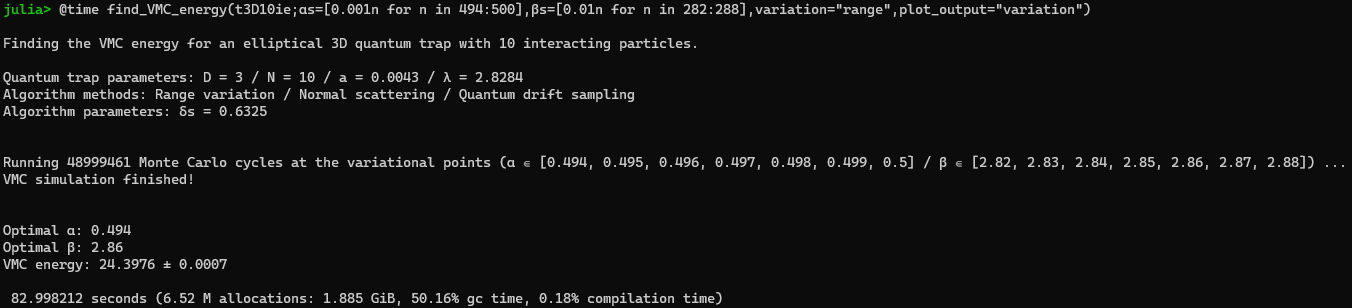 julia> @time find_VMC_energy(t3D10ie;αs=[0.001n for n in 494:500],βs=[0.01n for n in 282:288],variation="range",plot_output="variation")
Finding the VMC energy for an elliptical 3D quantum trap with 10 interacting particles.
Quantum trap parameters: D = 3 / N = 10 / a = 0.0043 / λ = 2.8284
Algorithm methods: Range variation / Normal scattering / Quantum drift sampling
Algorithm parameters: δs = 0.6325
Running 48999461 Monte Carlo cycles at the variational points (α ∈ [0.494, 0.495, 0.496, 0.497, 0.498, 0.499, 0.5] / β ∈ [2.82, 2.83, 2.84, 2.85, 2.86, 2.87, 2.88]) ...
VMC simulation finished!
Optimal α: 0.494
Optimal β: 2.86
VMC energy: 24.3976 ± 0.0007
82.998212 seconds (6.52 M allocations: 1.885 GiB, 50.16% gc time, 0.18% compilation time)